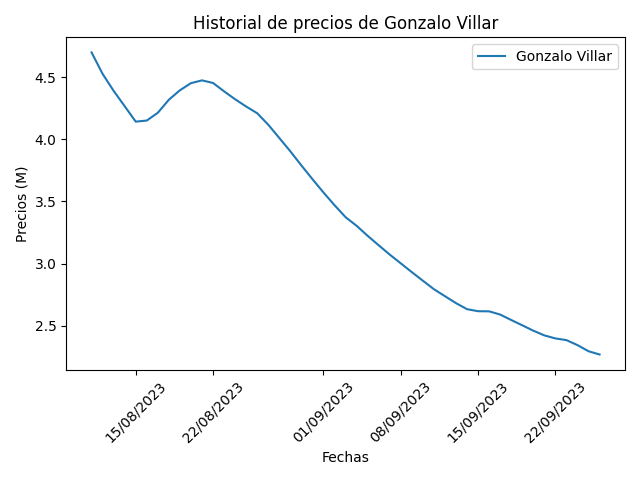 Historial de precios de Gonzalo Villar
Gonzalo Villar
Precios (M)
4.5
4.0
3.5
3.0
2.5
15/08/2023
22/08/2023
01/09/2023
08/09/2023
15/09/2023
22/09/2023
Fechas